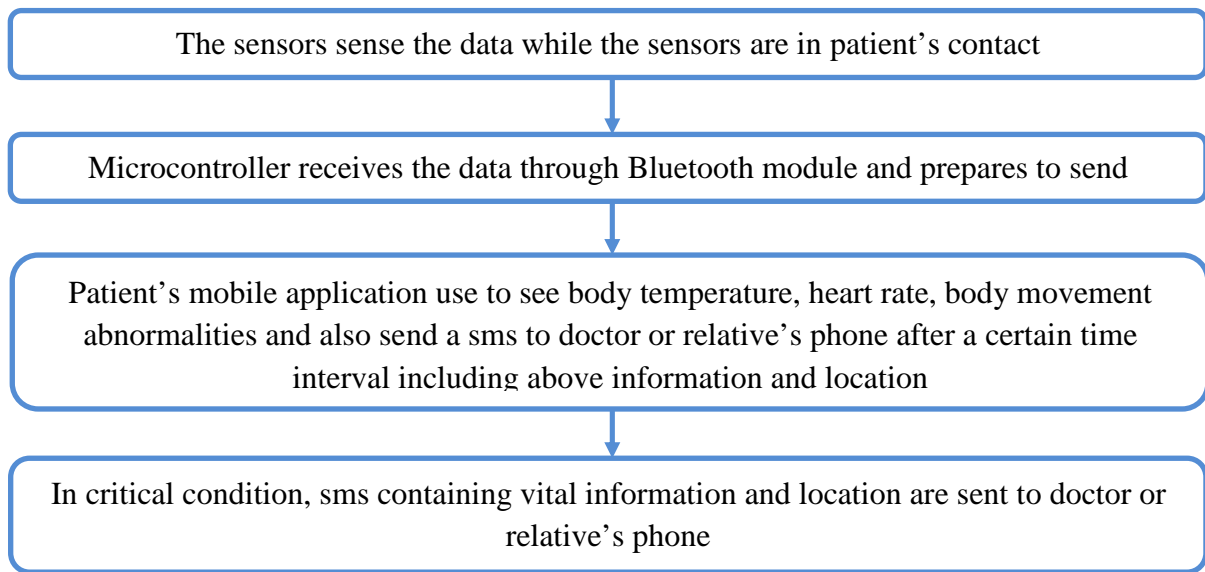 The sensors sense the data while the sensors are in patient’s contact
Microcontroller receives the data through Bluetooth module and prepares to send
Patient’s mobile application use to see body temperature, heart rate, body movement
abnormalities and also send a sms to doctor or relative’s phone after a certain time
interval including above information and location
In critical condition, sms containing vital information and location are sent to doctor or
relative’s phone